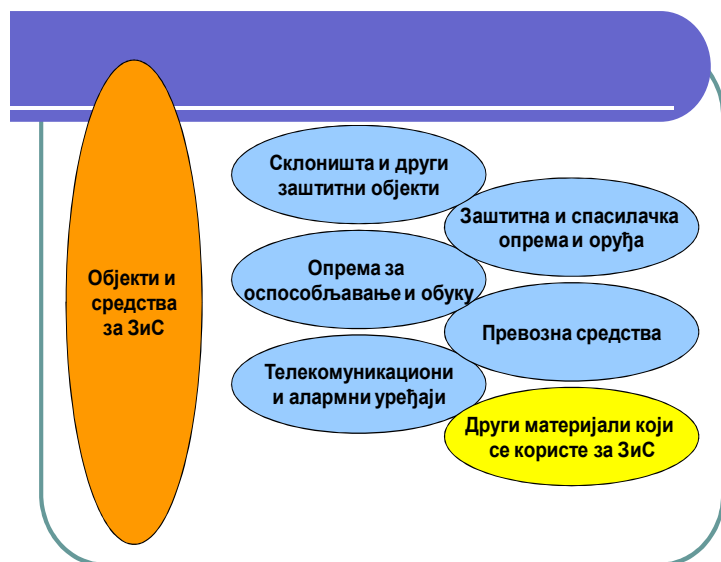 Објекти и
средства
за ЗиС
Склоништа и други
заштитни објекти
Заштитна и спасилачка
опрема и оруђа
Опрема за
оспособљавање и обуку
Превозна средства
Телекомуникациони
и алармни уређаји
Други материјали који
се користе за ЗиС